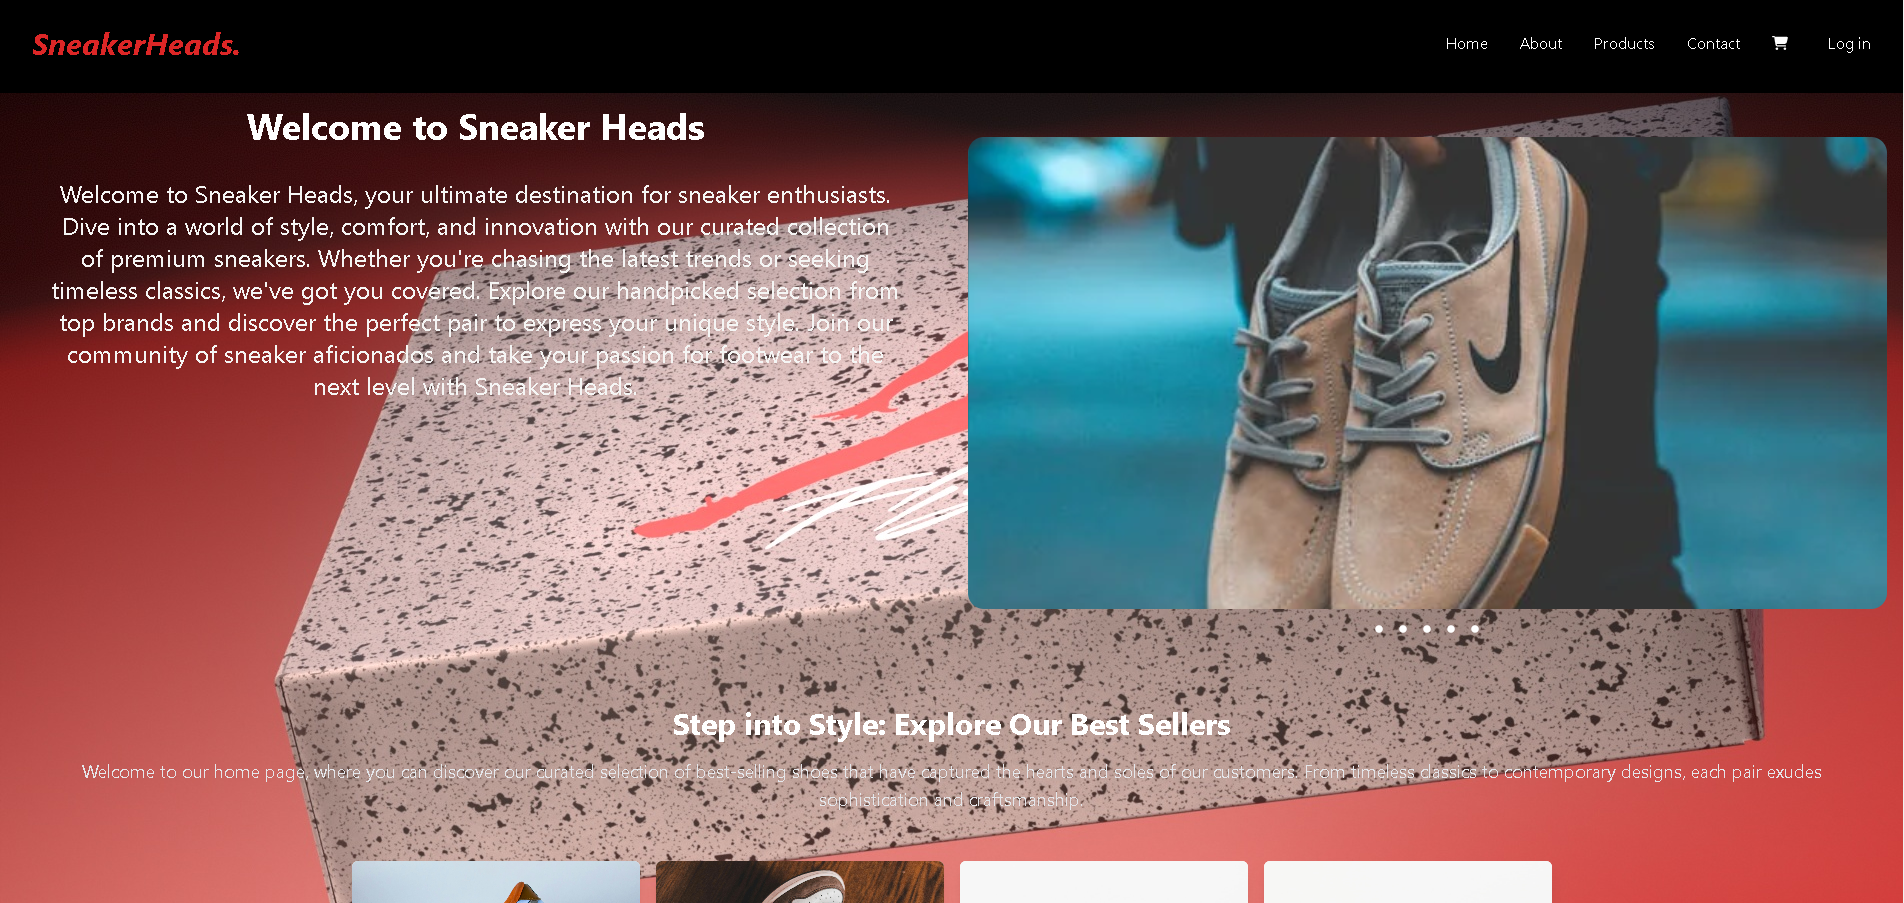 SneakerHeads.
Home About Products Contact Log in
Welcome to Sneaker Heads
Welcome to Sneaker Heads, your ultimate destination for sneaker enthusiasts.
Dive into a world of style, comfort, and innovation with our curated collection
of premium sneakers. Whether you're chasing the latest trends or seeking
timeless classics, we've got you covered. Explore our handpicked selection from
top brands and discover the perfect pair to express your unique style. Join our
community of sneaker aficionados and take your passion for footwear to the
next level with Sneaker Heads.
Step into Style: Explore Our Best Sellers
Welcome to our home page, where you can discover our curated selection of best-selling shoes that have captured the hearts and soles of our customers. From timeless classics to contemporary designs, each pair exudes
sophistication and craftsmanship.